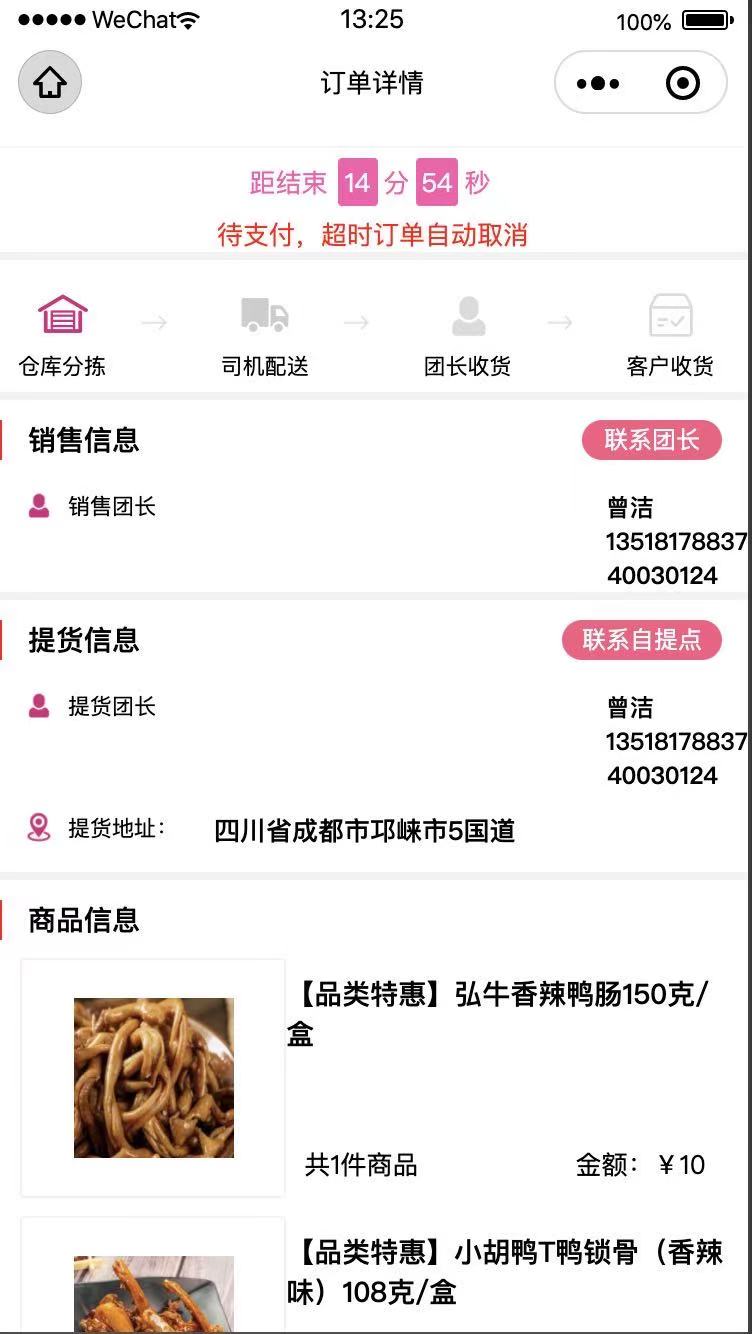 WeChat 13:25 100%
订单详情
距结束 14 分 54 秒
待支付，超时订单自动取消
仓库分拣 司机配送 团长收货 客户收货
销售信息 联系团长
销售团长 曾洁
13518178837
40030124
提货信息 联系自提点
提货团长 曾洁
13518178837
40030124
提货地址： 四川省成都市邛崃市5国道
商品信息
【品类特惠】弘牛香辣鸭肠150克/
盒
共1件商品 金额：￥10
【品类特惠】小胡鸭T鸭锁骨（香辣
味）108克/盒